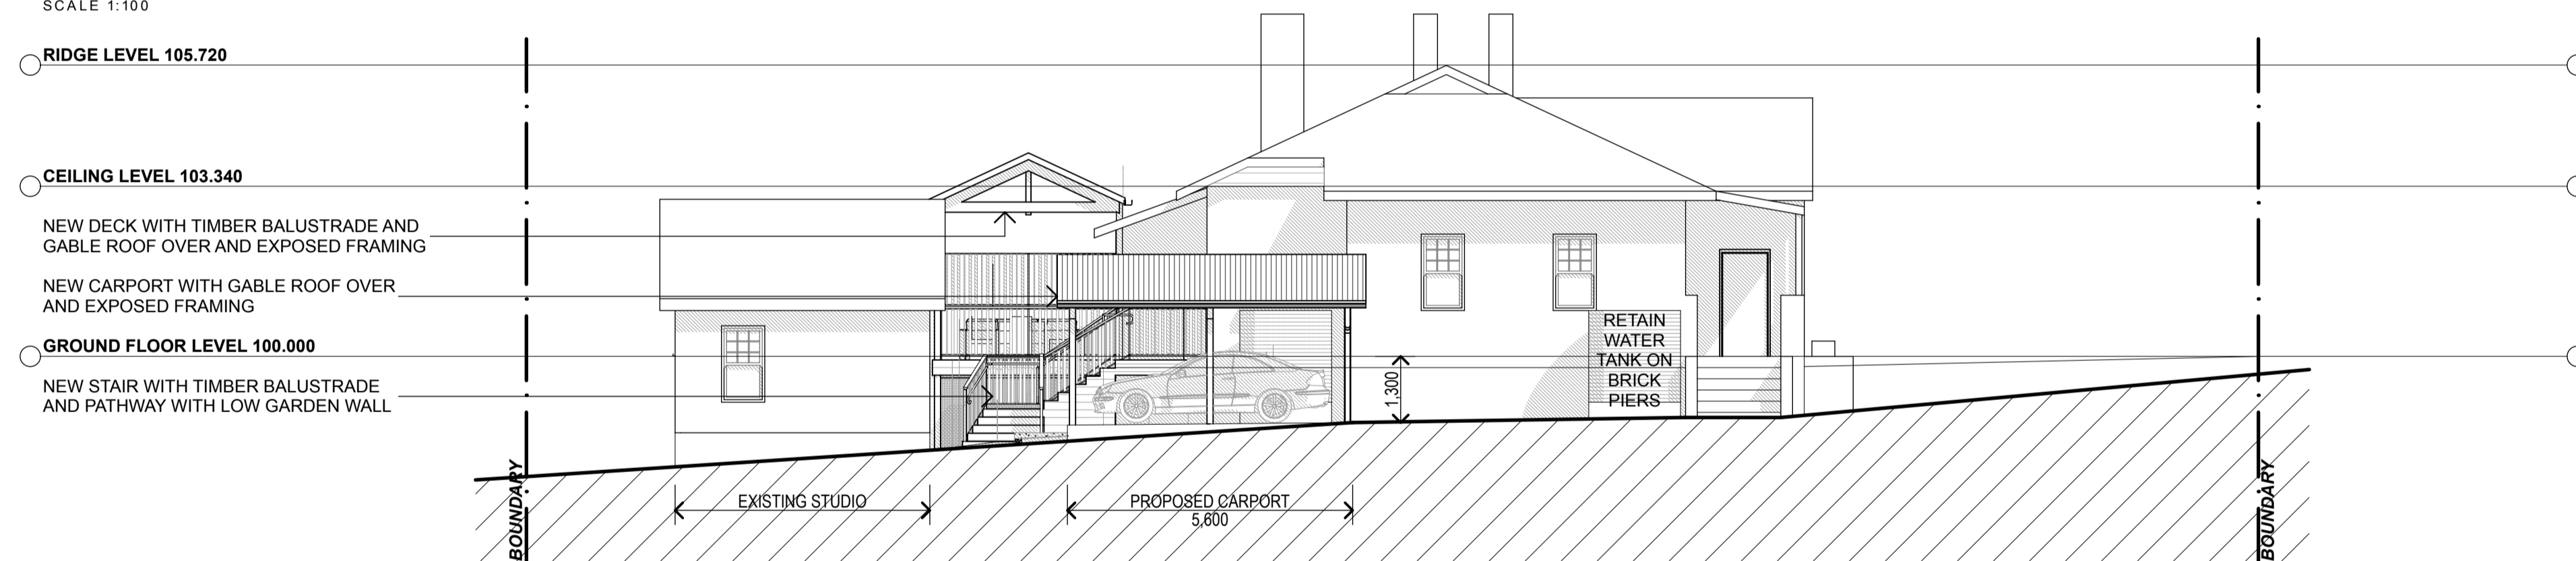 SCALE 1:100
RIDGE LEVEL 105.720
CEILING LEVEL 103.340
NEW DECK WITH TIMBER BALUSTRADE AND
GABLE ROOF OVER AND EXPOSED FRAMING
NEW CARPORT WITH GABLE ROOF OVER
AND EXPOSED FRAMING
GROUND FLOOR LEVEL 100.000
NEW STAIR WITH TIMBER BALUSTRADE
AND PATHWAY WITH LOW GARDEN WALL
BOUNDARY
EXISTING STUDIO
PROPOSED CARPORT
5,600
1,300
RETAIN
WATER
TANK ON
BRICK
PIERS
BOUNDARY